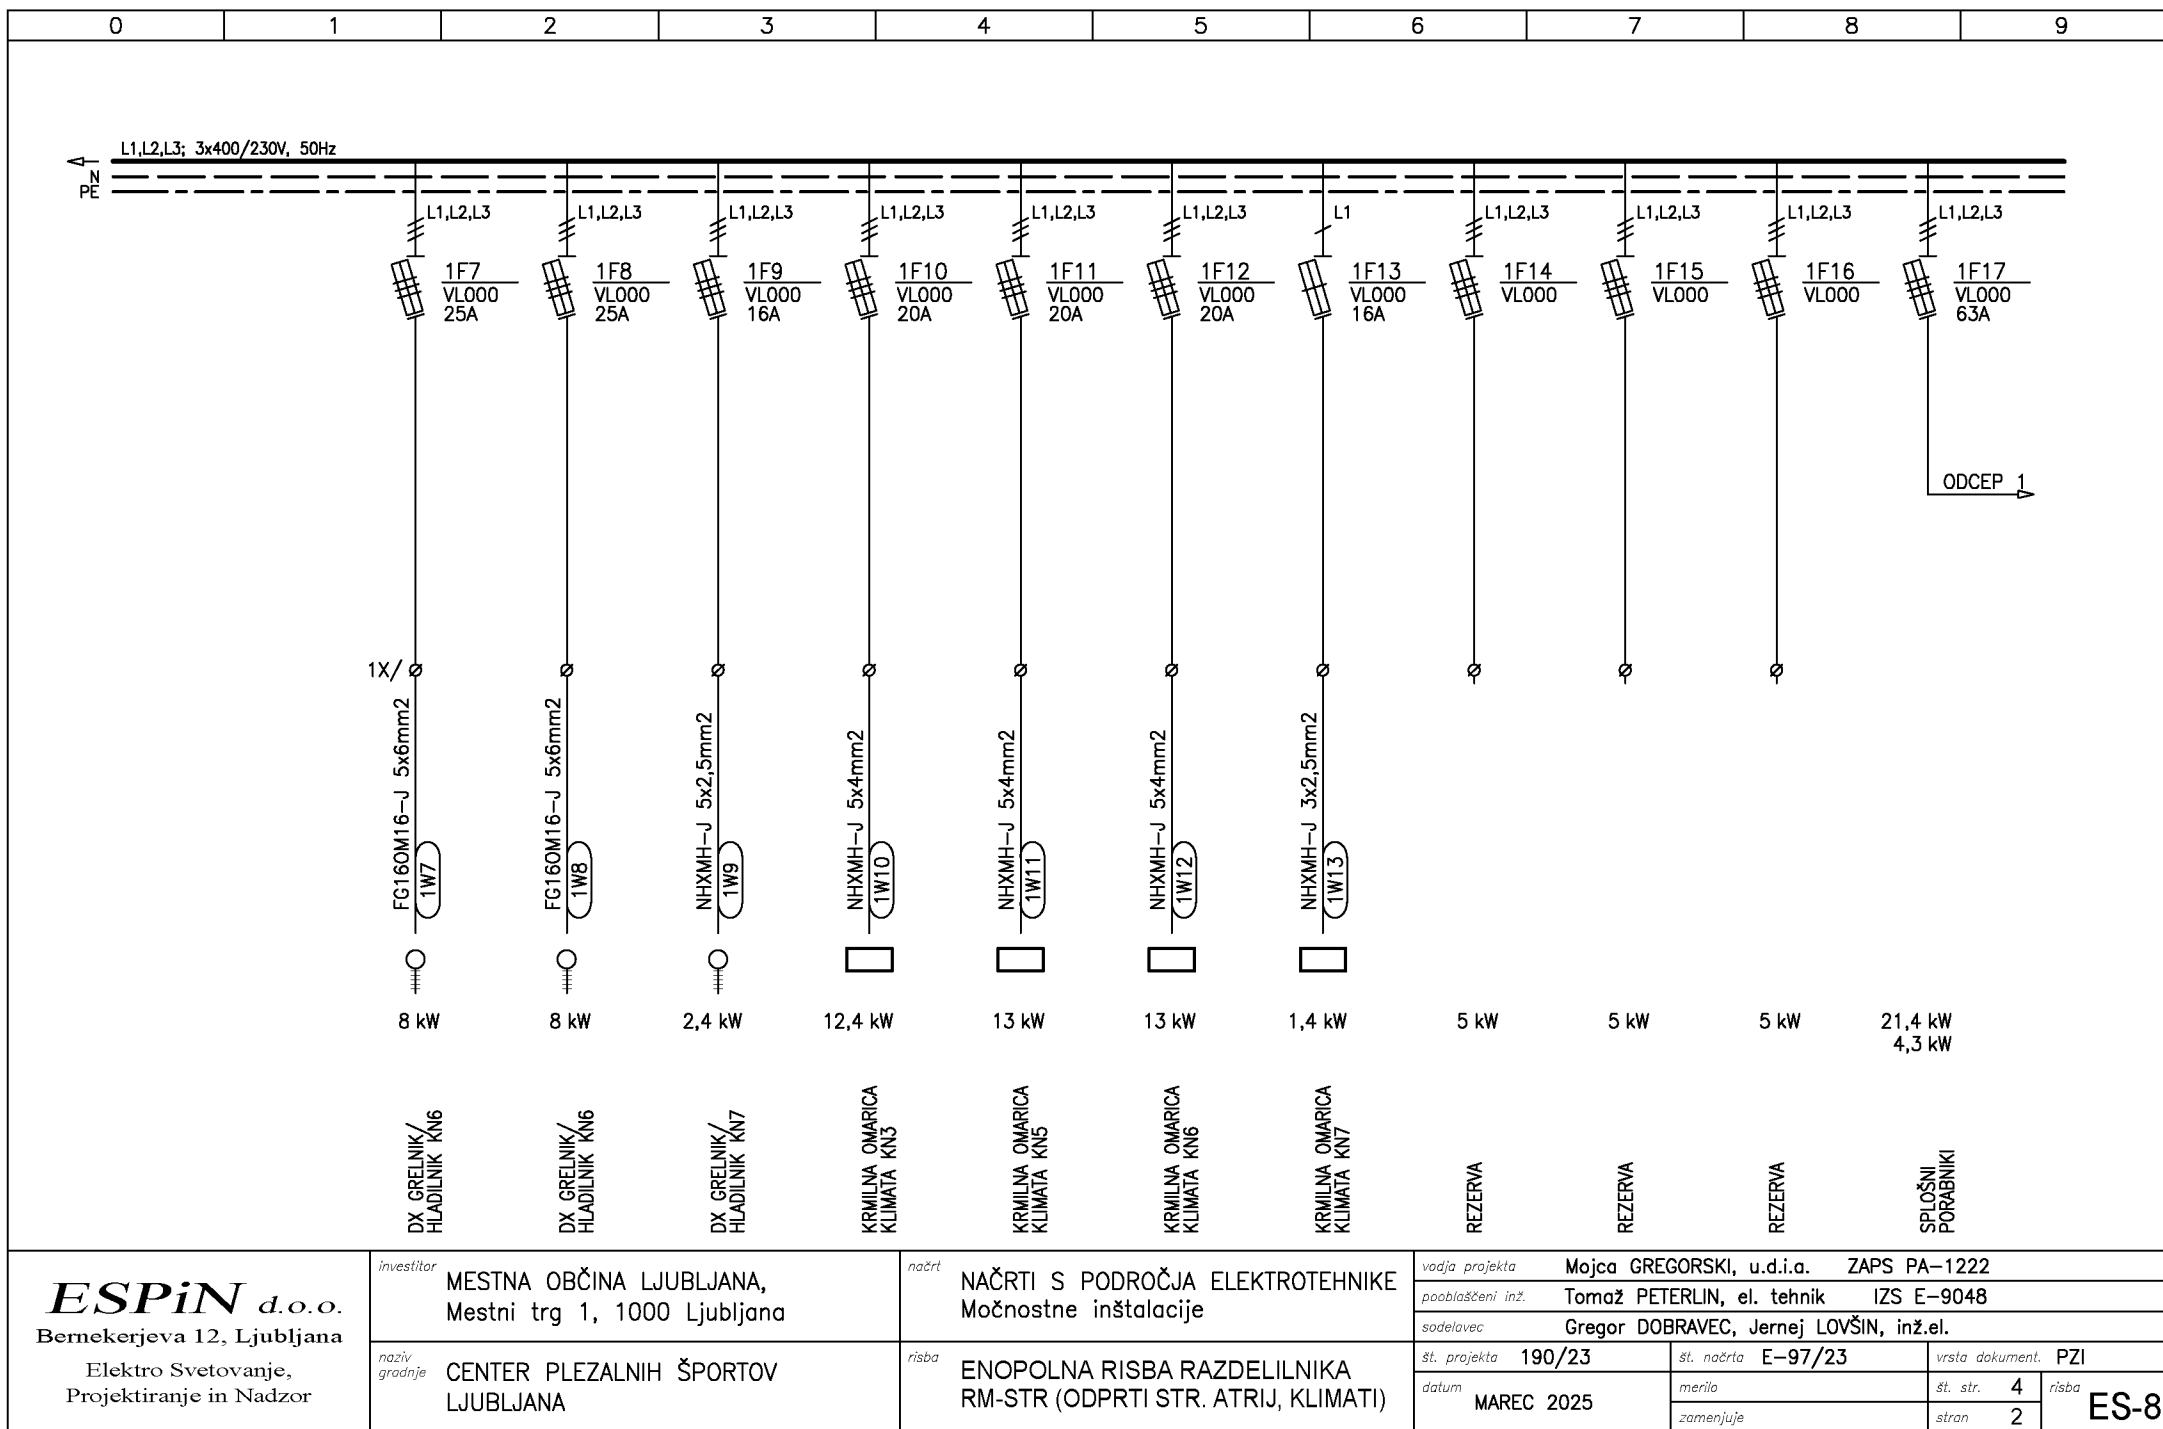 0 1 2 3 4 5 6 7 8 9
L1,L2,L3; 3x400/230V, 50Hz
N
PE
L1,L2,L3 L1,L2,L3 L1,L2,L3 L1,L2,L3 L1,L2,L3 L1,L2,L3 L1 L1,L2,L3 L1,L2,L3 L1,L2,L3 L1,L2,L3
1F7 1F8 1F9 1F10 1F11 1F12 1F13 1F14 1F15 1F16 1F17
VL000 VL000 VL000 VL000 VL000 VL000 VL000 VL000 VL000 VL000 VL000
25A 25A 16A 20A 20A 20A 16A 63A
ODCEP 1
1X/
FG16OM16-J 5x6mm2
1W7
FG16OM16-J 5x6mm2
1W8
NHXMH-J 5x2,5mm2
1W9
NHXMH-J 5x4mm2
1W10
NHXMH-J 5x4mm2
1W11
NHXMH-J 5x4mm2
1W12
NHXMH-J 3x2,5mm2
1W13
8 kW 8 kW 2,4 kW 12,4 kW 13 kW 13 kW 1,4 kW 5 kW 5 kW 5 kW 21,4 kW
4,3 kW
DX GRELNIK/
HLADILNIK KN6
DX GRELNIK/
HLADILNIK KN6
DX GRELNIK/
HLADILNIK KN7
KRMILNA OMARICA
KLIMATA KN3
KRMILNA OMARICA
KLIMATA KN5
KRMILNA OMARICA
KLIMATA KN6
KRMILNA OMARICA
KLIMATA KN7
REZERVA
REZERVA
REZERVA
SPLOŠNI
PORABNIKI
ESPiN d.o.o.
Bernekerjeva 12, Ljubljana
Elektro Svetovanje,
Projektiranje in Nadzor
investitor
MESTNA OBČINA LJUBLJANA,
Mestni trg 1, 1000 Ljubljana
naziv
gradnje
CENTER PLEZALNIH ŠPORTOV
LJUBLJANA
načrt
NAČRTI S PODROČJA ELEKTROTEHNIKE
Močnostne inštalacije
risba
ENOPOLNA RISBA RAZDELILNIKA
RM-STR (ODPRTI STR. ATRIJ, KLIMATI)
vodja projekta Mojca GREGORSKI, u.d.i.a. ZAPS PA-1222
pooblaščeni inž. Tomaž PETERLIN, el. tehnik IZS E-9048
sodelavec Gregor DOBRAVEC, Jernej LOVŠIN, inž.el.
št. projekta 190/23 št. načrta E-97/23 vrsta dokument. PZI
datum MAREC 2025
merilo
zamenjuje
št. str. 4
stran 2
risba ES-8